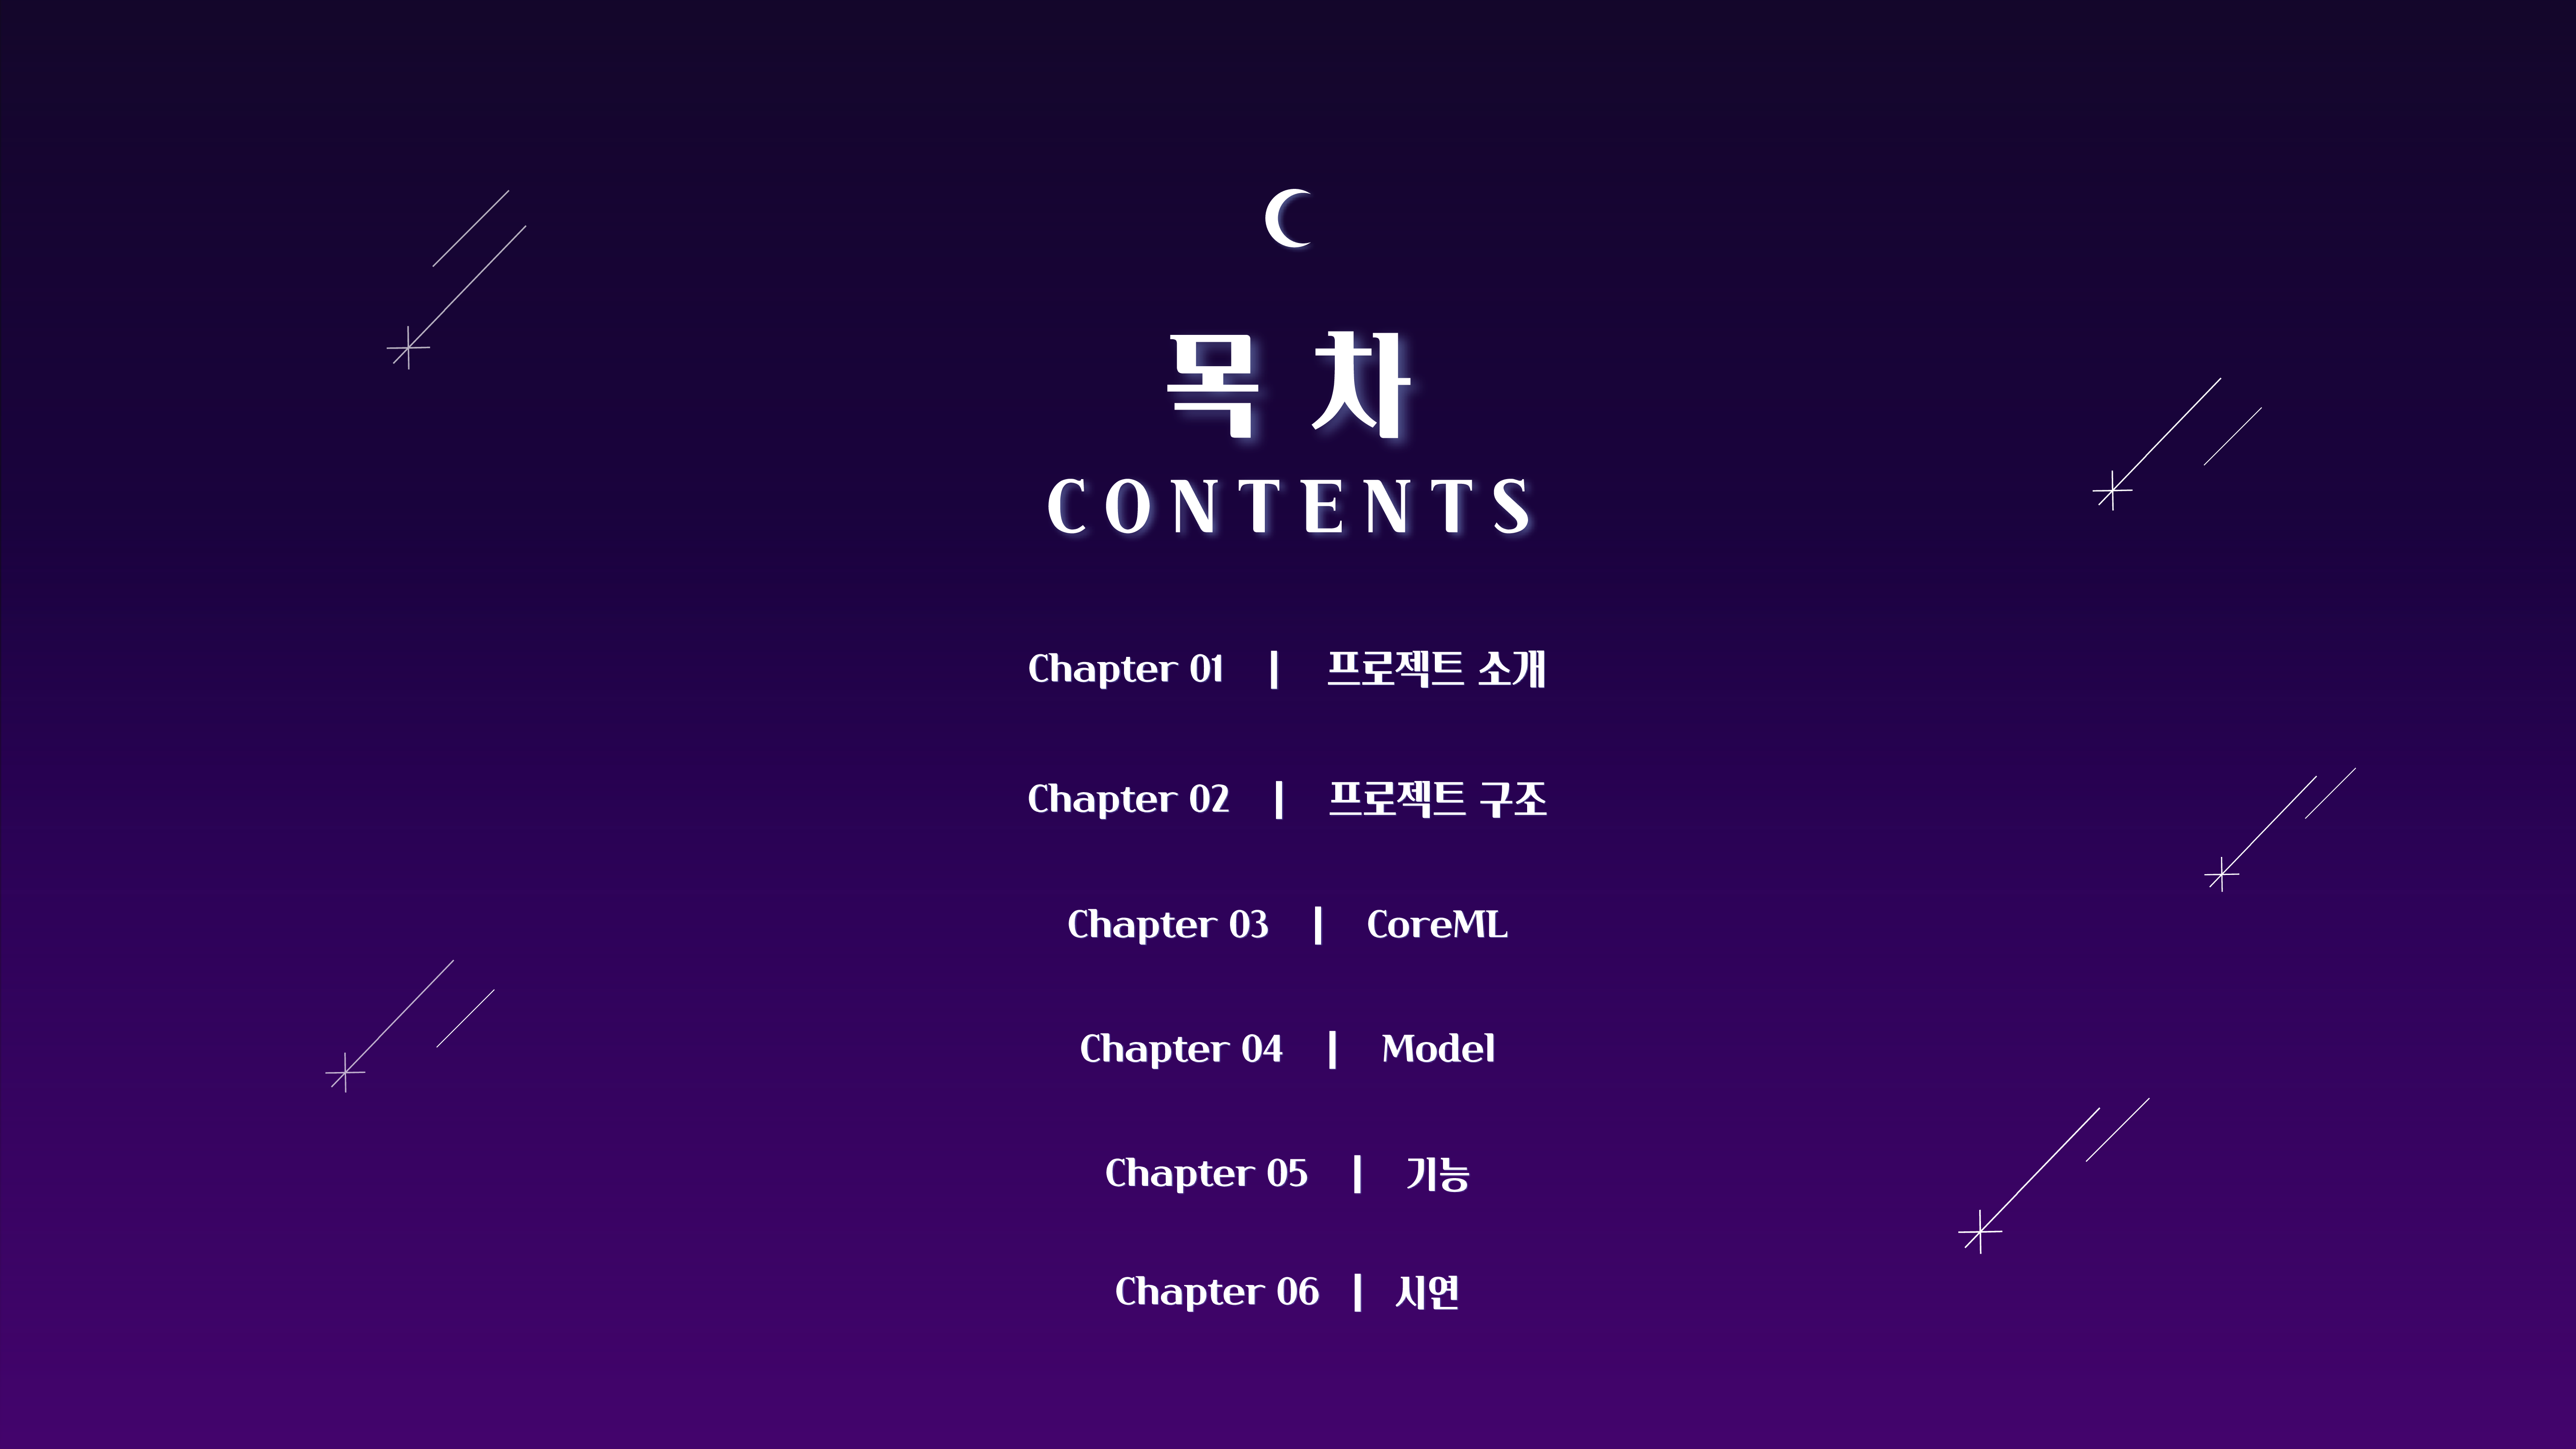 목 차
CONTENTS
Chapter 01 | 프로젝트 소개
Chapter 02 | 프로젝트 구조
Chapter 03 | CoreML
Chapter 04 | Model
Chapter 05 | 기능
Chapter 06 | 시연